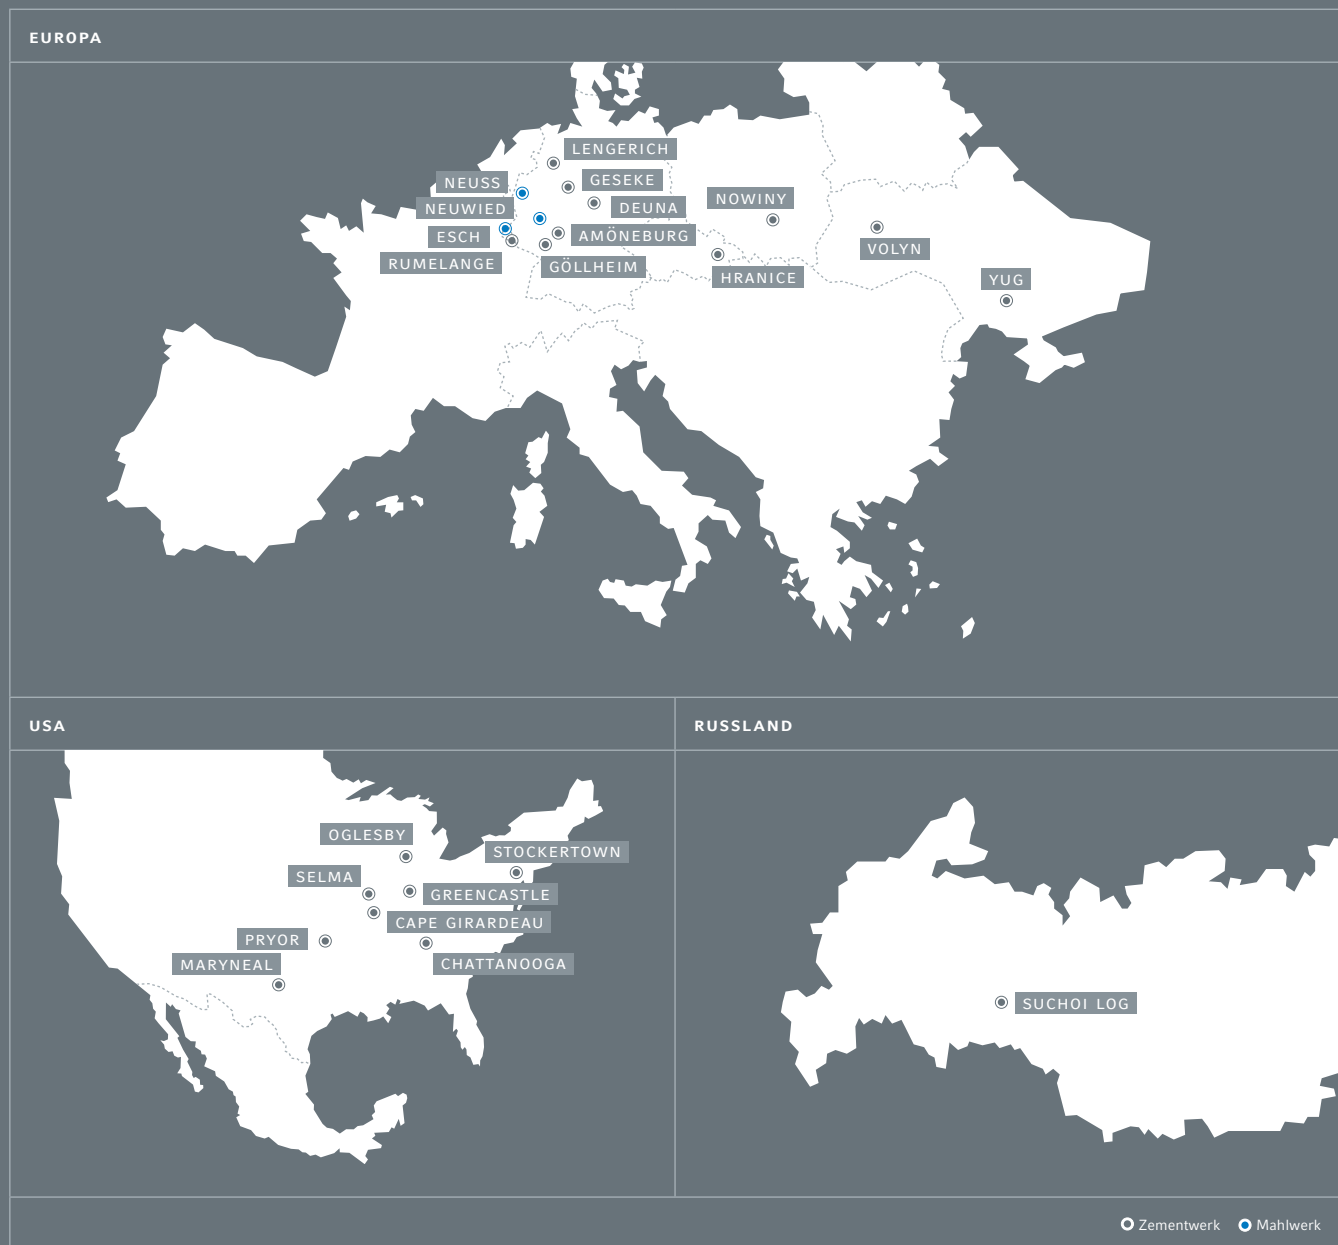 EUROPA
LENGERICH
NEUSS
GESEKE
NEUWIED
DEUNA
NOWINY
ESCH
AMÖNEBURG
VOLYN
RUMELANGE
GÖLLHEIM
HRANICE
YUG
USA
RUSSLAND
OGLESBY
STOCKERTOWN
SELMA
GREENCASTLE
CAPE GIRARDEAU
PRYOR
MARYNEAL
CHATTANOOGA
SUCHOI LOG
Zementwerk
Mahlwerk